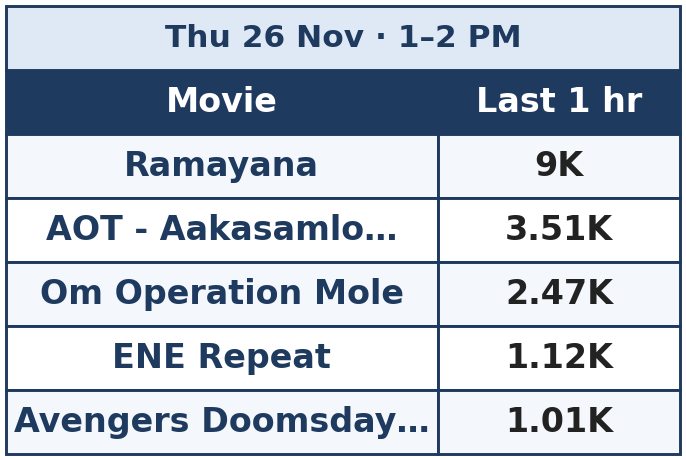 Thu 26 Nov · 1–2 PM
Movie Last 1 hr
Ramayana 9K
AOT - Aakasamlo... 3.51K
Om Operation Mole 2.47K
ENE Repeat 1.12K
Avengers Doomsday... 1.01K